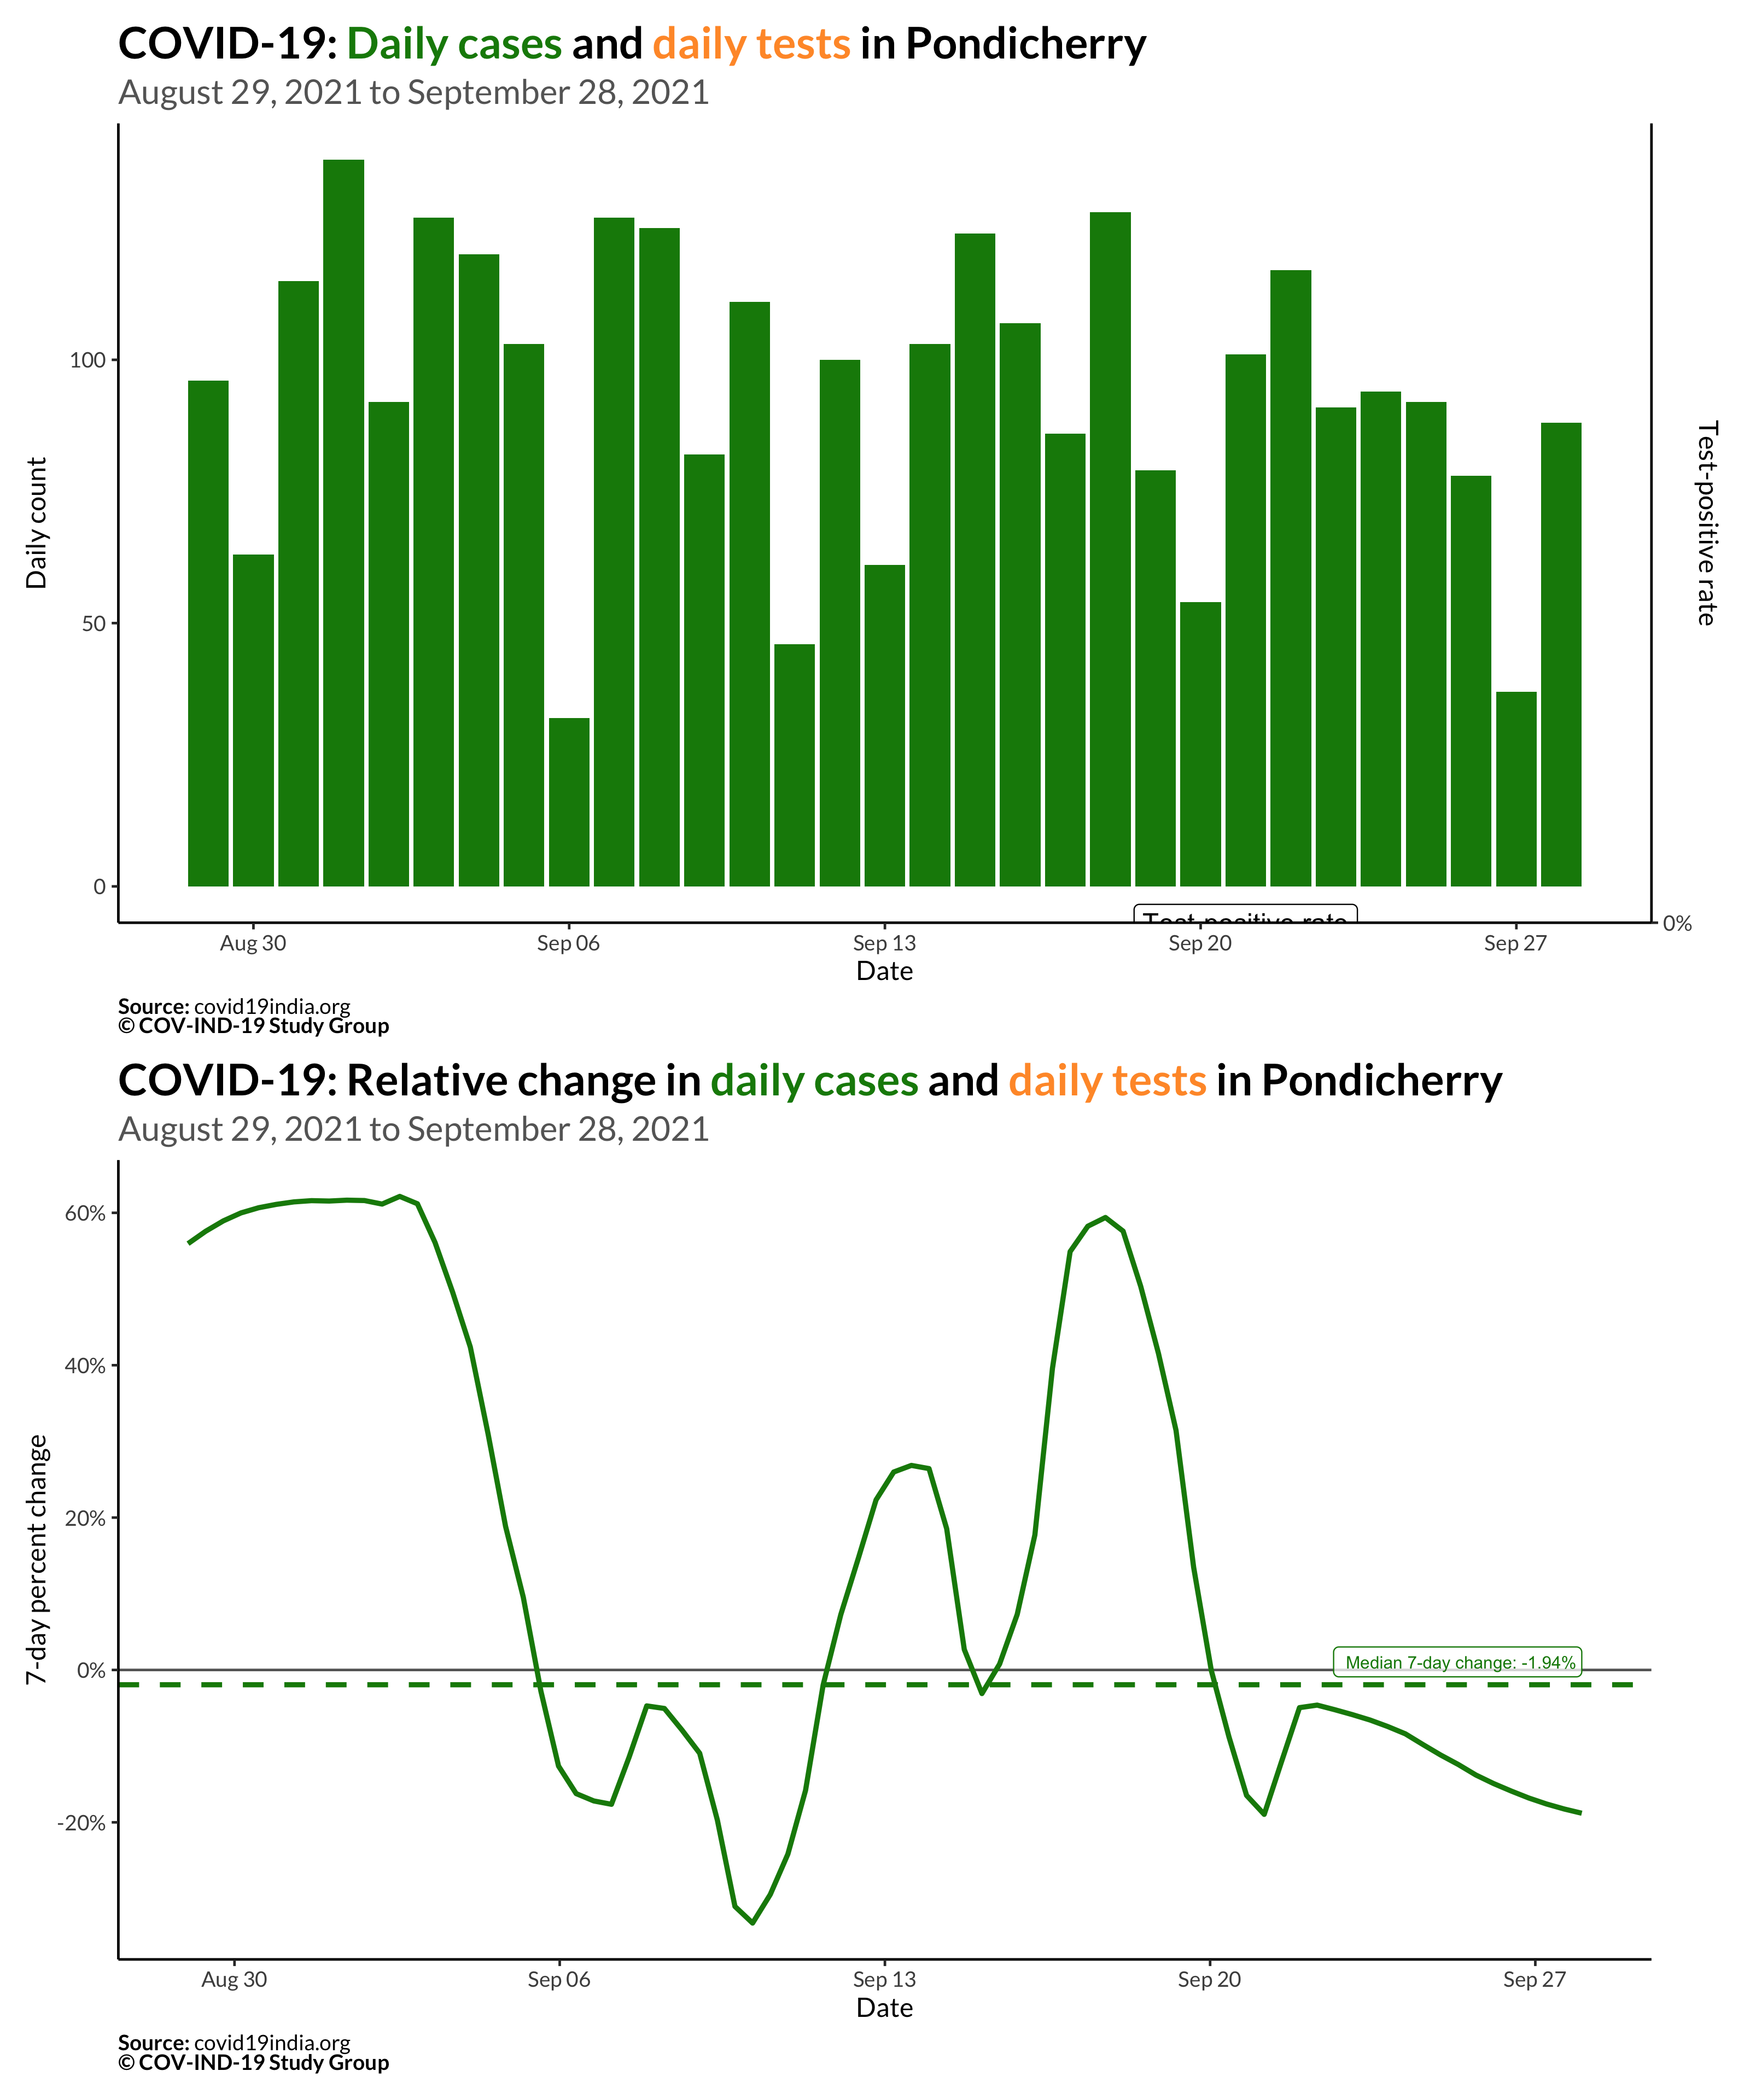 COVID-19: Daily cases and daily tests in Pondicherry
August 29, 2021 to September 28, 2021
Daily count
100
50
0
Test-positive rate
0%
Test-positive rate
Aug 30 Sep 06 Sep 13 Sep 20 Sep 27
Date
Source: covid19india.org
© COV-IND-19 Study Group
COVID-19: Relative change in daily cases and daily tests in Pondicherry
August 29, 2021 to September 28, 2021
7-day percent change
60%
40%
20%
0%
-20%
Median 7-day change: -1.94%
Aug 30 Sep 06 Sep 13 Sep 20 Sep 27
Date
Source: covid19india.org
© COV-IND-19 Study Group